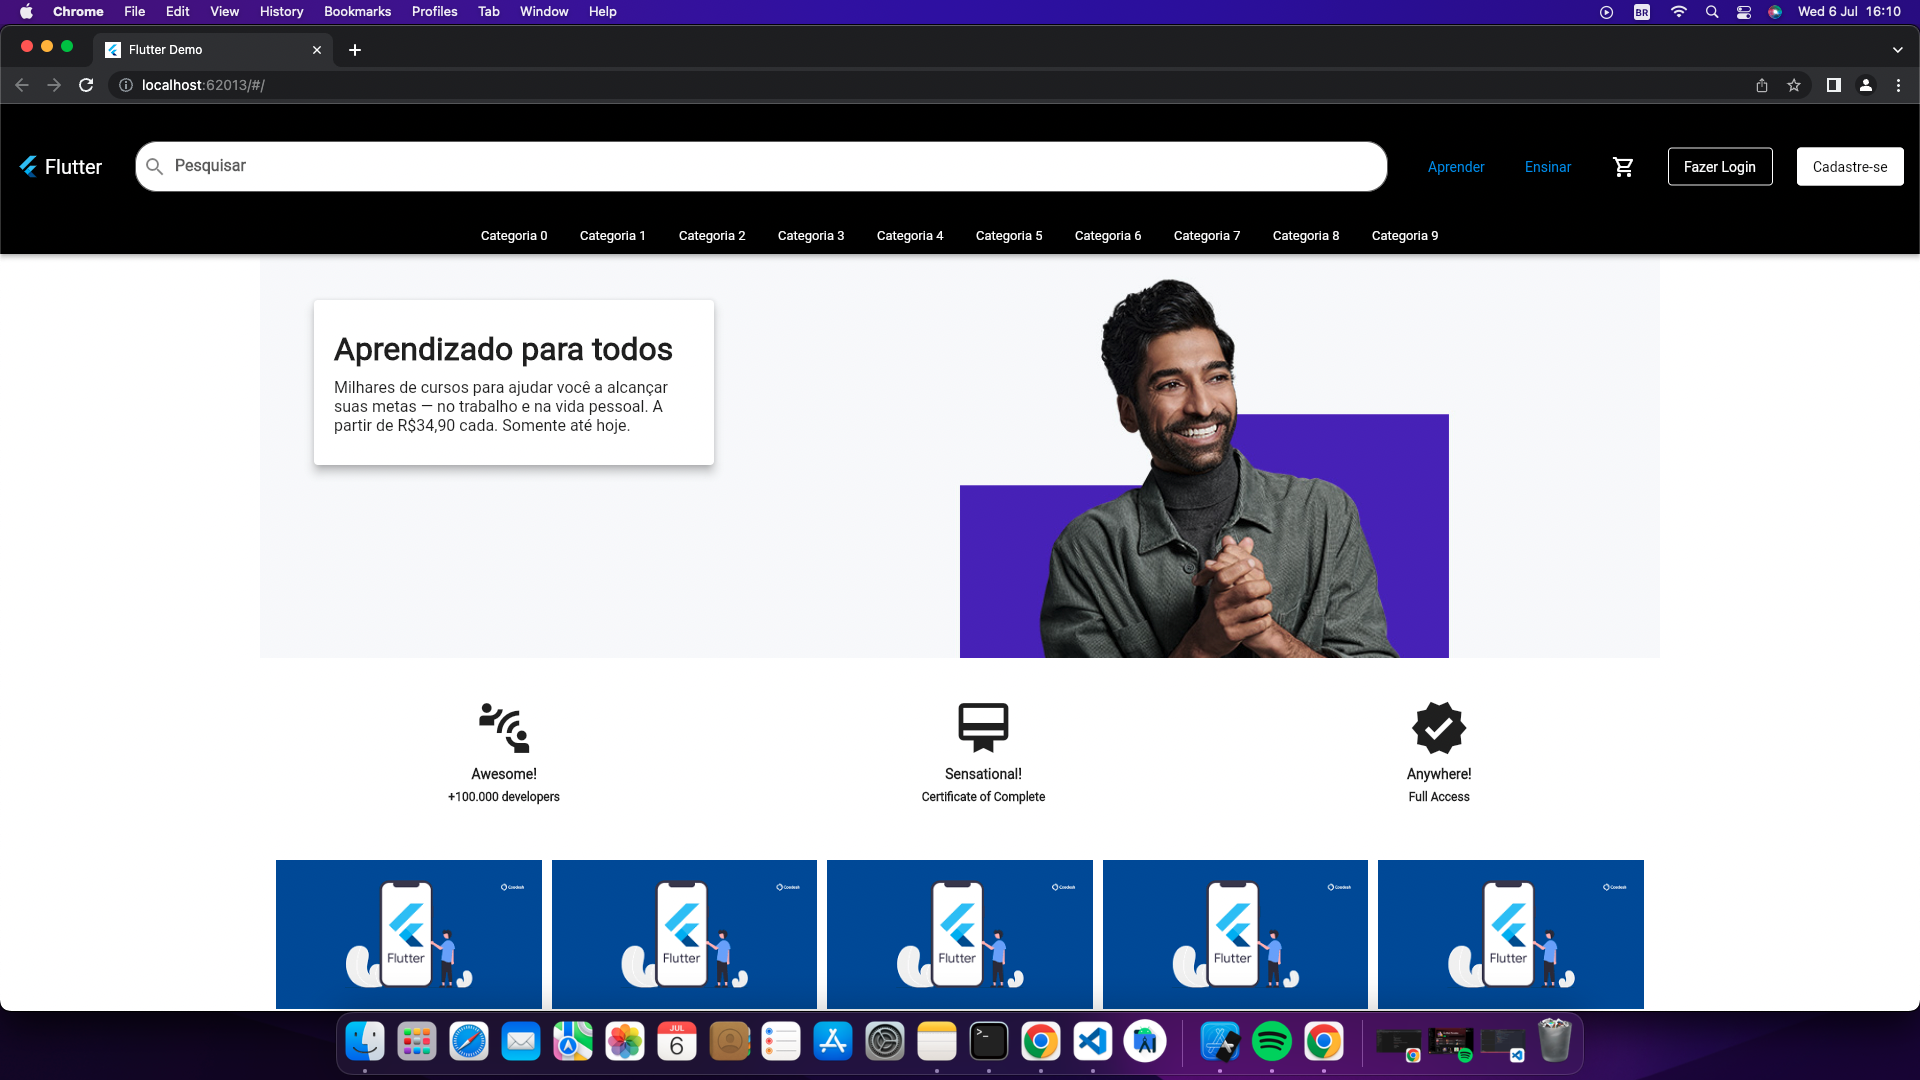 Chrome File Edit View History Bookmarks Profiles Tab Window Help
BR
Wed 6 Jul 16:10
Flutter Demo
localhost:62013/#/
Flutter
Pesquisar
Aprender
Ensinar
Fazer Login
Cadastre-se
Categoria 0
Categoria 1
Categoria 2
Categoria 3
Categoria 4
Categoria 5
Categoria 6
Categoria 7
Categoria 8
Categoria 9
Aprendizado para todos
Milhares de cursos para ajudar você a alcançar
suas metas — no trabalho e na vida pessoal. A
partir de R$34,90 cada. Somente até hoje.
Awesome!
+100.000 developers
Sensational!
Certificate of Complete
Anywhere!
Full Access
Flutter
Flutter
Flutter
Flutter
Flutter
JUL
6